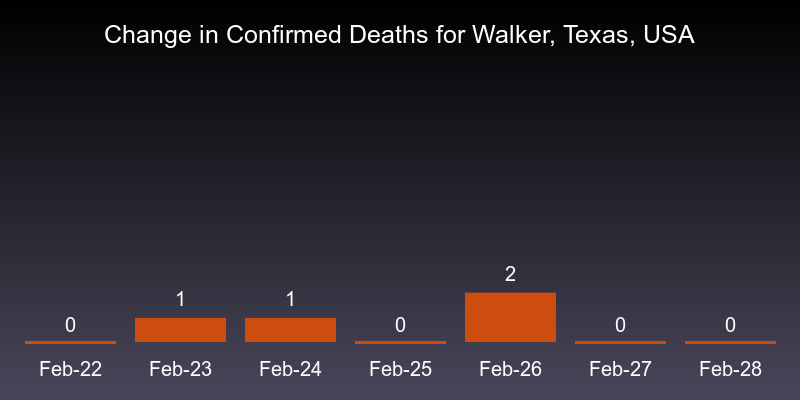 Change in Confirmed Deaths for Walker, Texas, USA
2
1 1
0 0 0 0
Feb-22 Feb-23 Feb-24 Feb-25 Feb-26 Feb-27 Feb-28